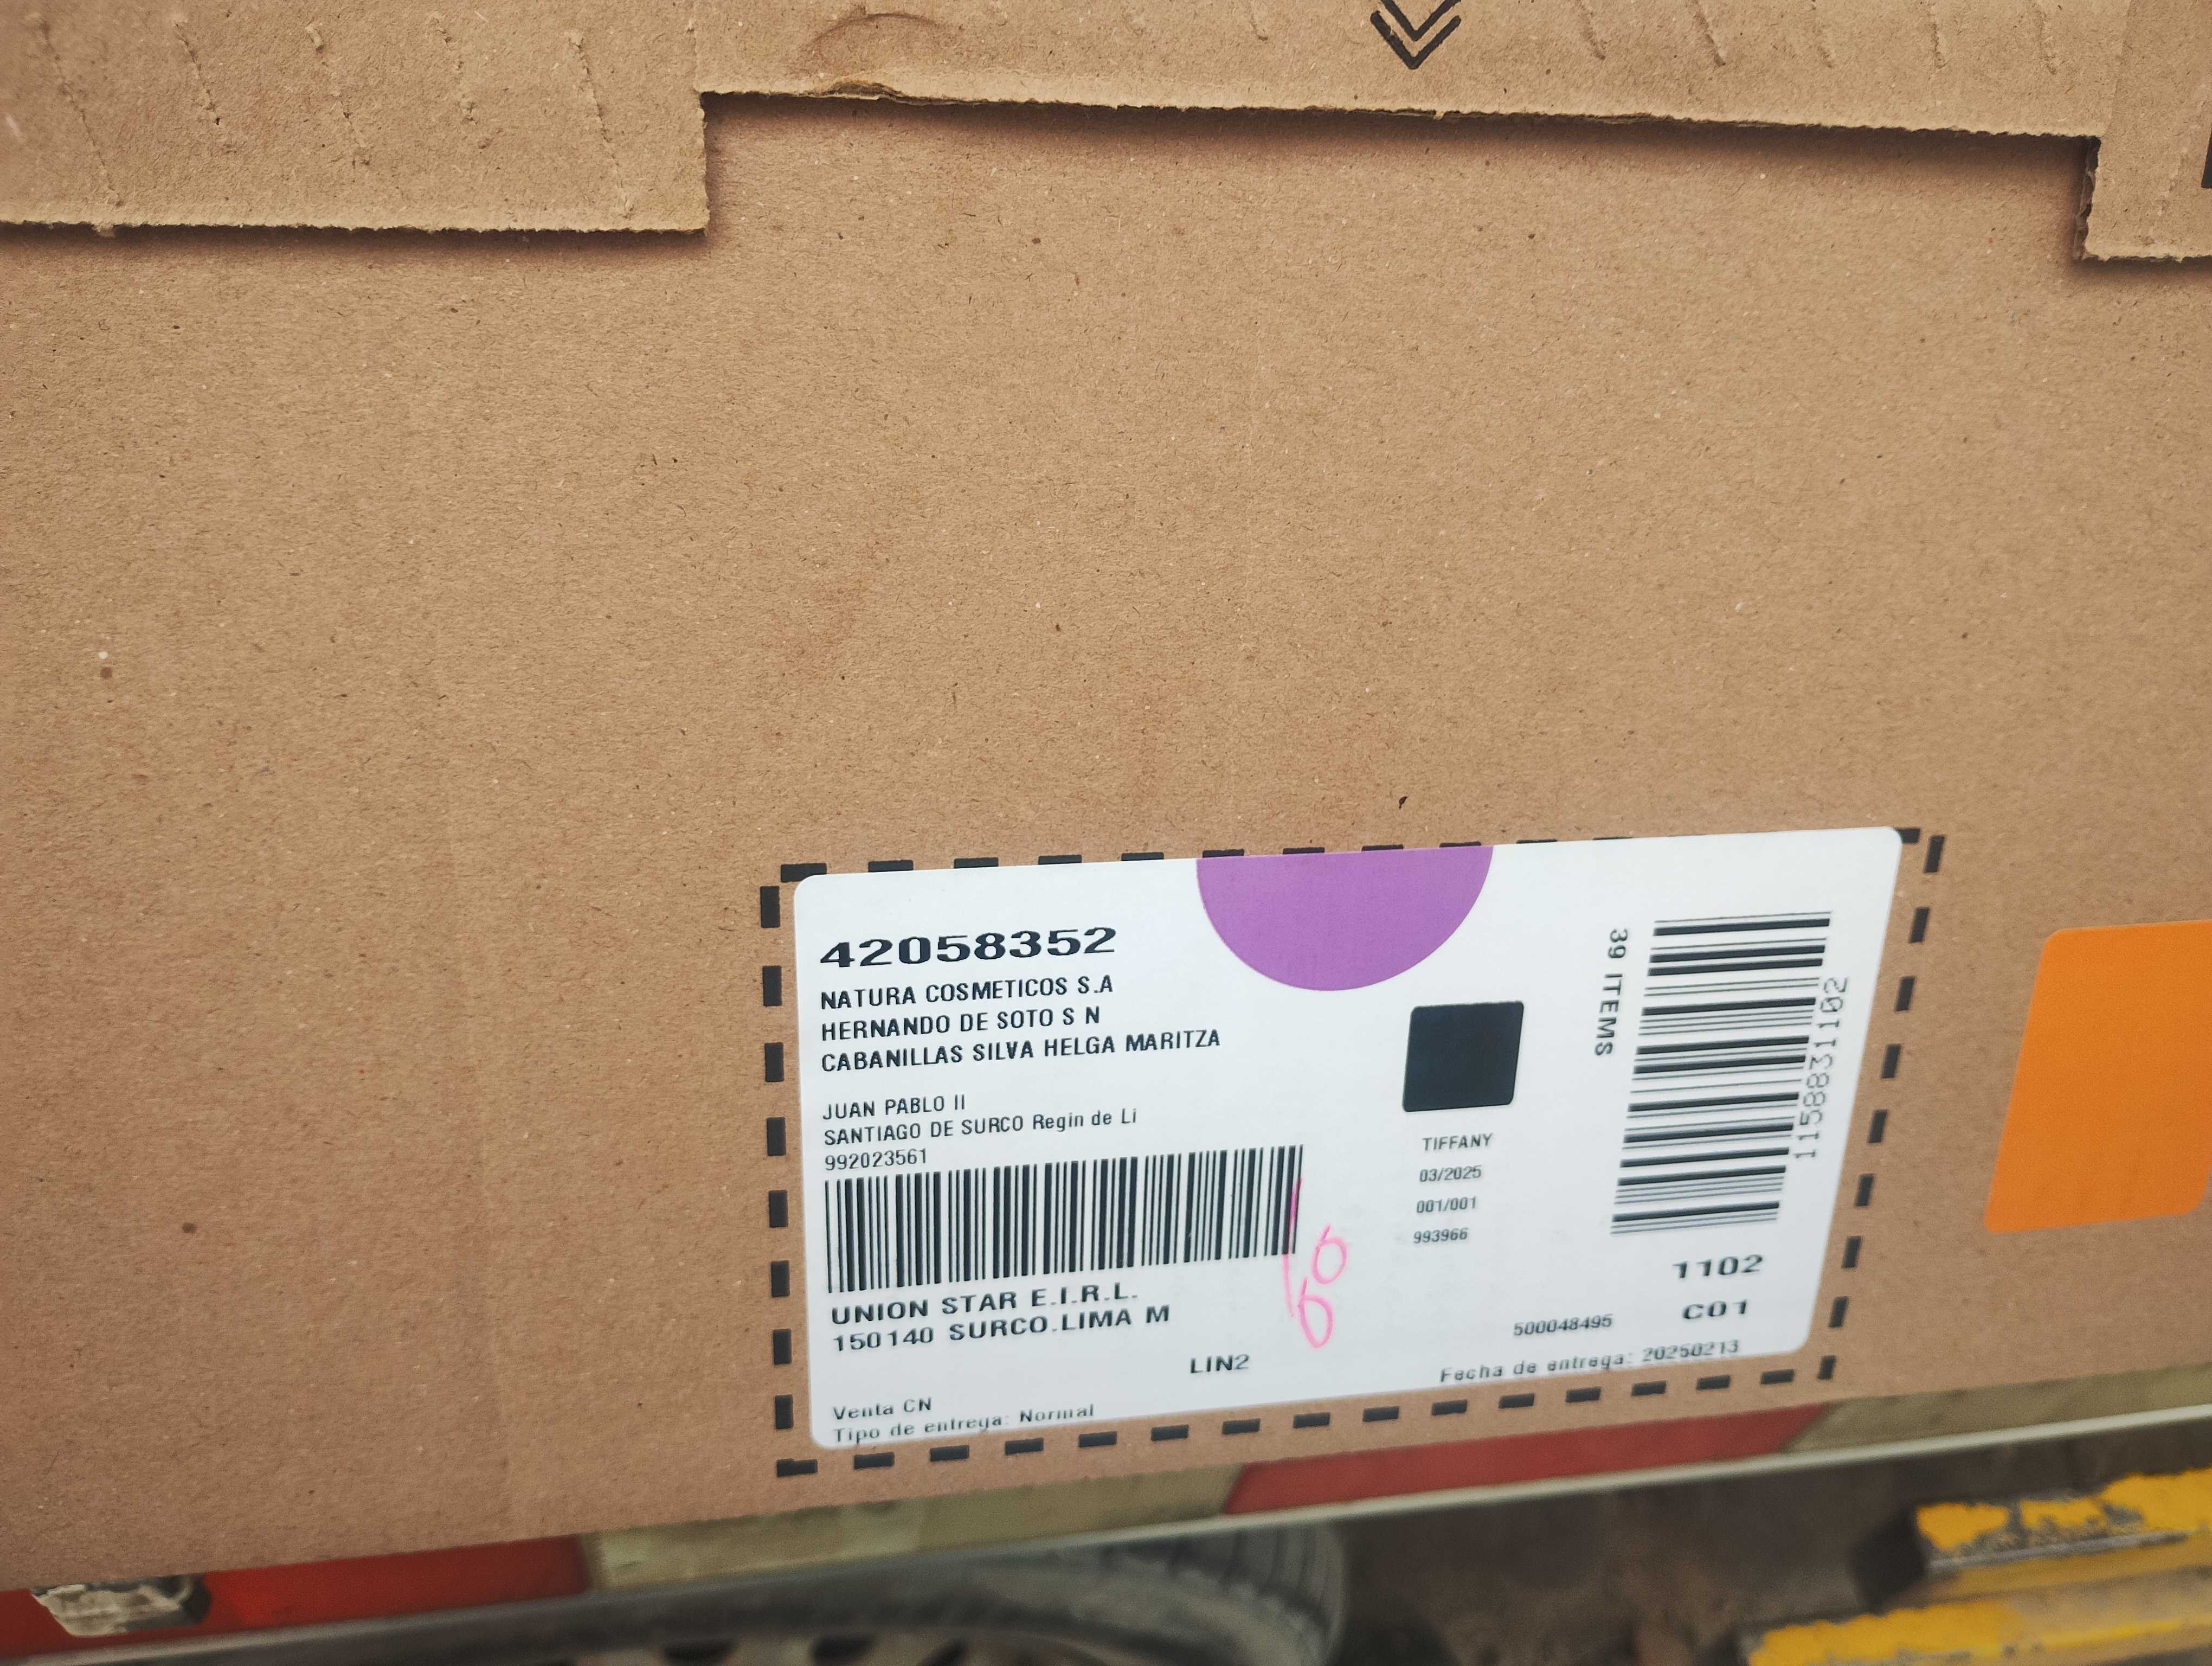 42058352
NATURA COSMETICOS S.A
HERNANDO DE SOTO S N
CABANILLAS SILVA HELGA MARITZA
JUAN PABLO II
SANTIAGO DE SURCO Regin de Li
992023561
UNION STAR E.I.R.L.
150140 SURCO.LIMA M
LIN2
Venta CN
Tipo de entrega: Normal
TIFFANY
03/2025
001/001
993966
39 ITEMS
1158831102
1102
C01
500048495
Fecha de entrega: 20250213